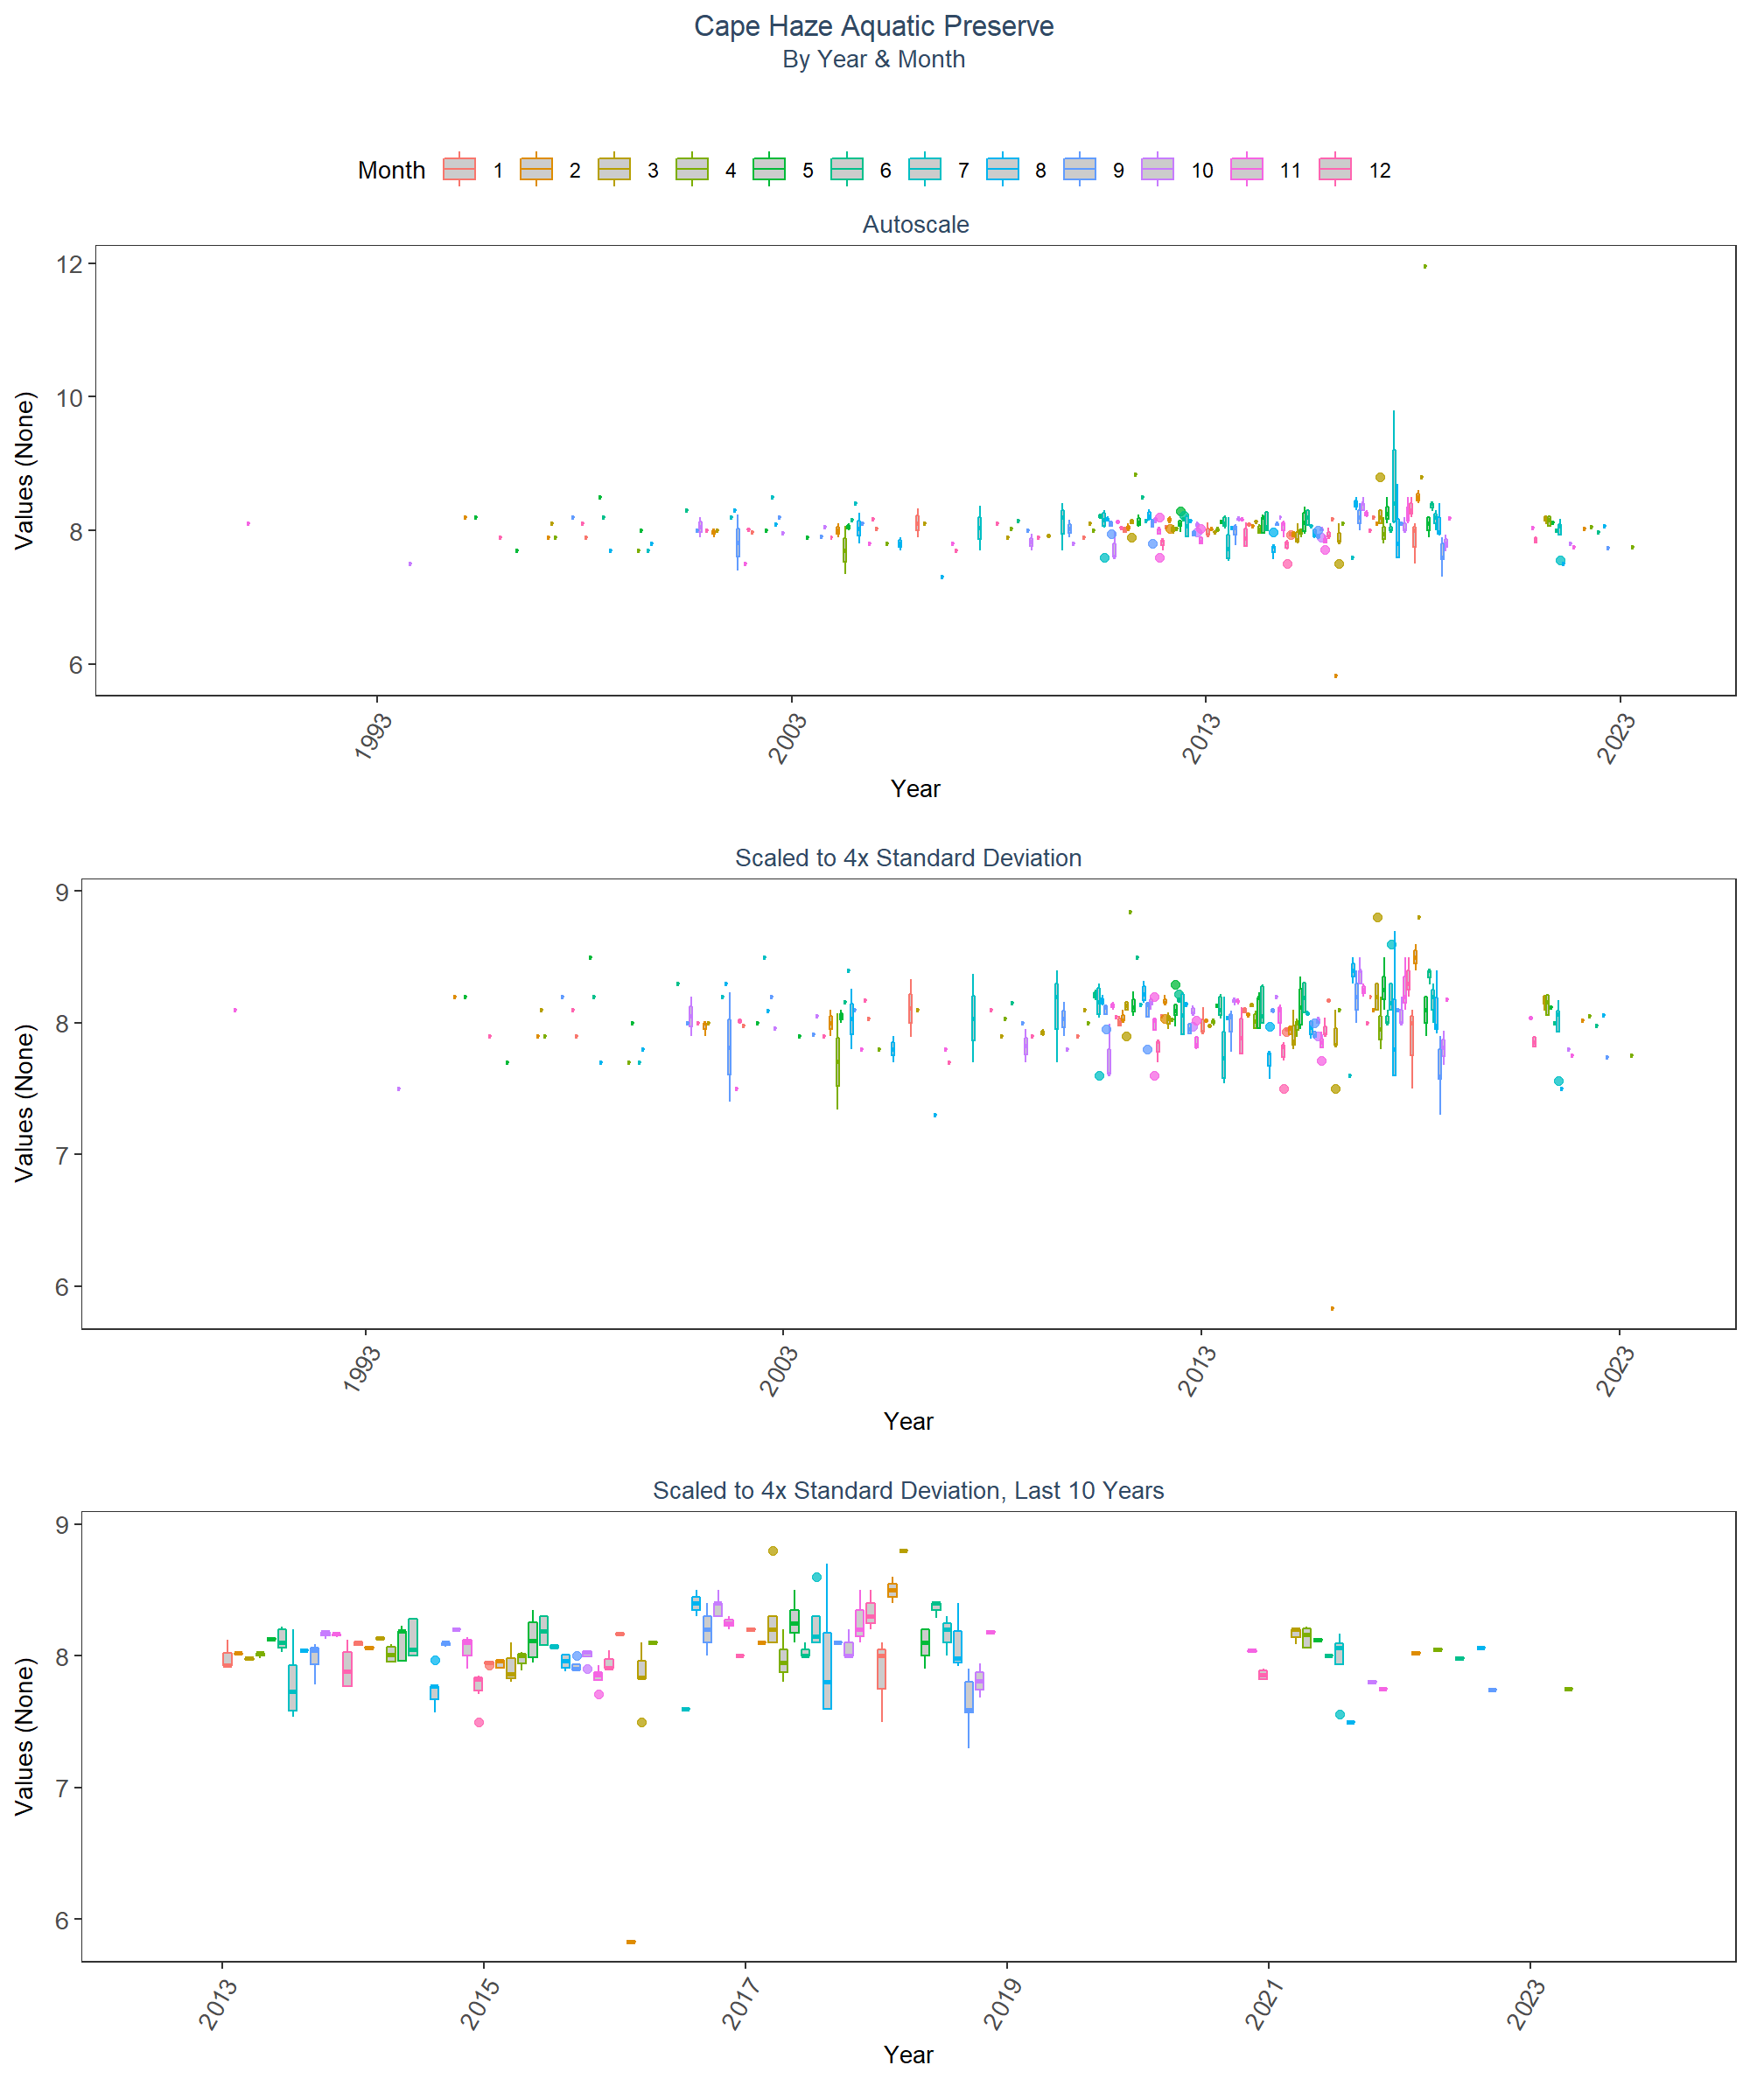 Cape Haze Aquatic Preserve
By Year & Month
Month 1 2 3 4 5 6 7 8 9 10 11 12
Autoscale
Values (None)
12
10
8
6
1993 2003 2013 2023
Year
Scaled to 4x Standard Deviation
Values (None)
9
8
7
6
1993 2003 2013 2023
Year
Scaled to 4x Standard Deviation, Last 10 Years
Values (None)
9
8
7
6
2013 2015 2017 2019 2021 2023
Year